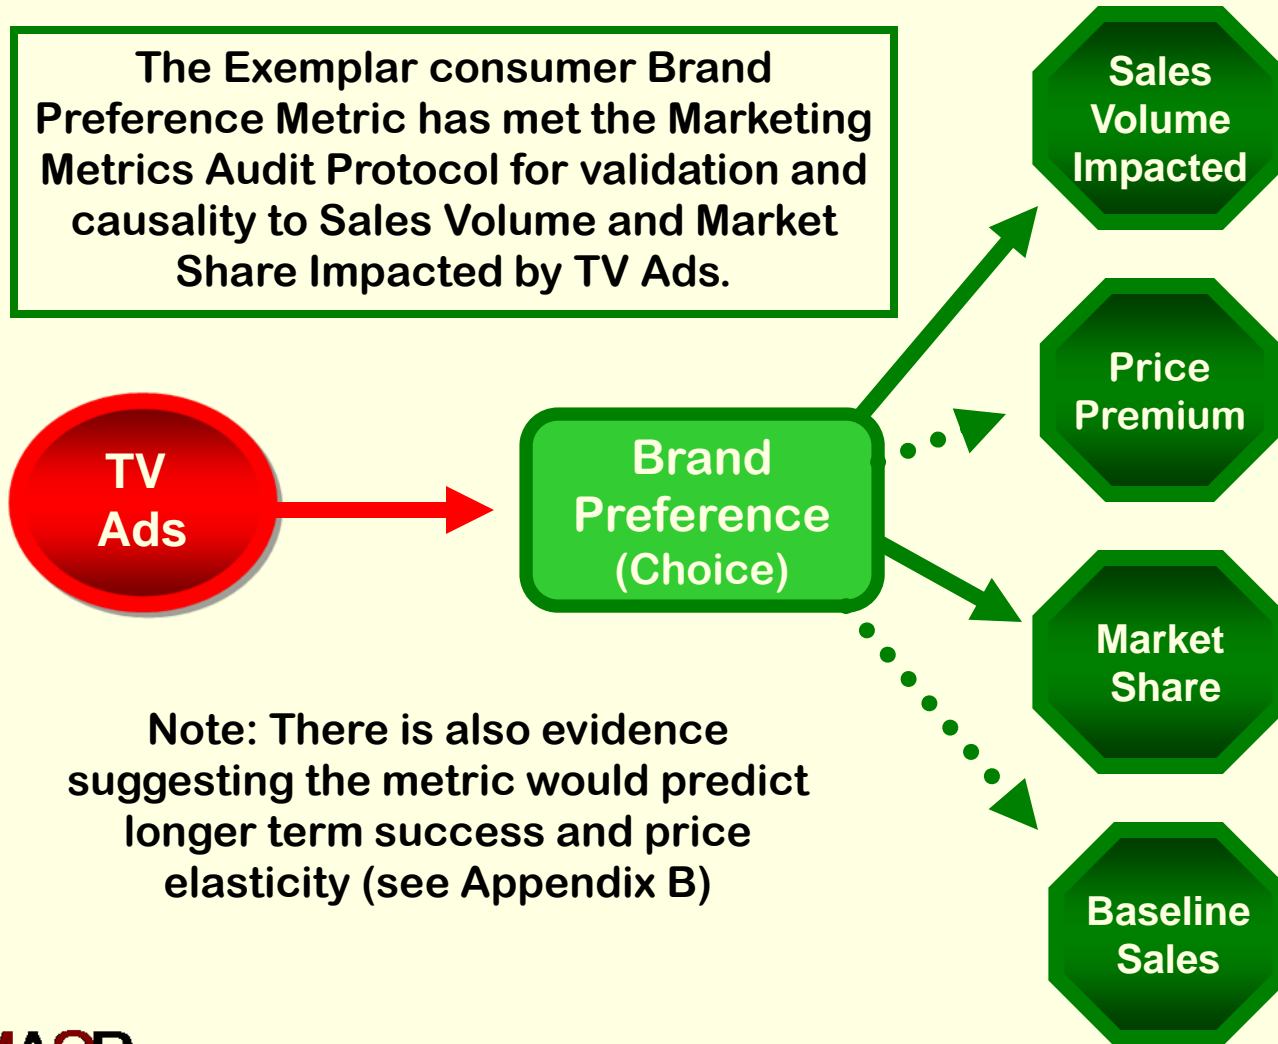 The Exemplar consumer Brand
Preference Metric has met the Marketing
Metrics Audit Protocol for validation and
causality to Sales Volume and Market
Share Impacted by TV Ads.
Sales
Volume
Impacted
Price
Premium
TV
Ads
Brand
Preference
(Choice)
Market
Share
Note: There is also evidence
suggesting the metric would predict
longer term success and price
elasticity (see Appendix B)
Baseline
Sales